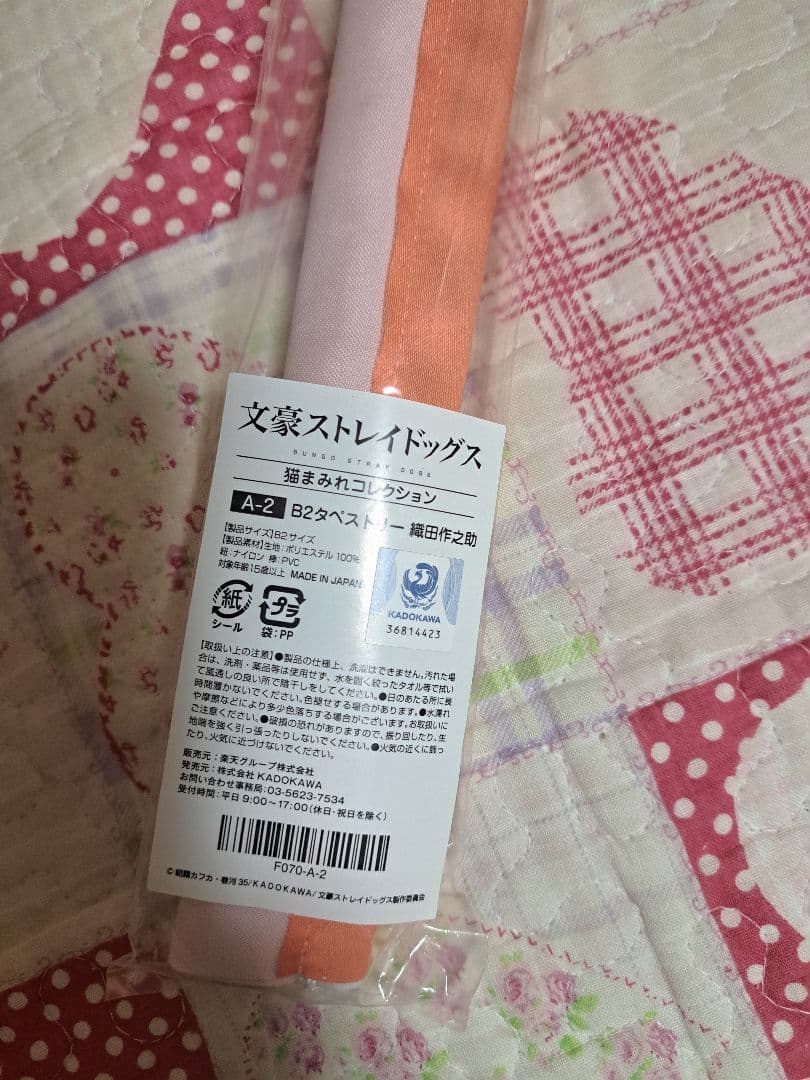 文豪ストレイドッグス
BUNGO STRAY DOGS
猫まみれコレクション
A-2 B2タペストリー 織田作之助
【製品サイズ】B2サイズ
【製品素材】生地:ポリエステル100%
紐:ナイロン 棒:PVC
対象年齢15歳以上 MADE IN JAPAN
紙
シール
プラ
袋:PP
KADOKAWA
36814423
【取扱い上の注意】●製品の仕様上、洗濯はできません。汚れた場
合は、洗剤・薬品等は使用せず、水を固く絞ったタオル等で拭い
て風通しの良い所で陰干しをしてください。●日のあたる所に長
時間置かないでください。色褪せする場合があります。●水濡れ
や摩擦などにより多少色落ちする場合がございます。お取扱いに
ご注意ください。●破損の恐れがありますので、振り回したり、生
地端を強く引っ張ったりしないでください。●火気の近くに飾っ
たり、火気に近づけないでください。
販売元:楽天グループ株式会社
発売元:株式会社KADOKAWA
お問い合わせ事務局:03-5623-7534
受付時間:平日 9:00～17:00(休日・祝日を除く)
F070-A-2
© 朝霧カフカ・春河35/KADOKAWA/文豪ストレイドッグス製作委員会